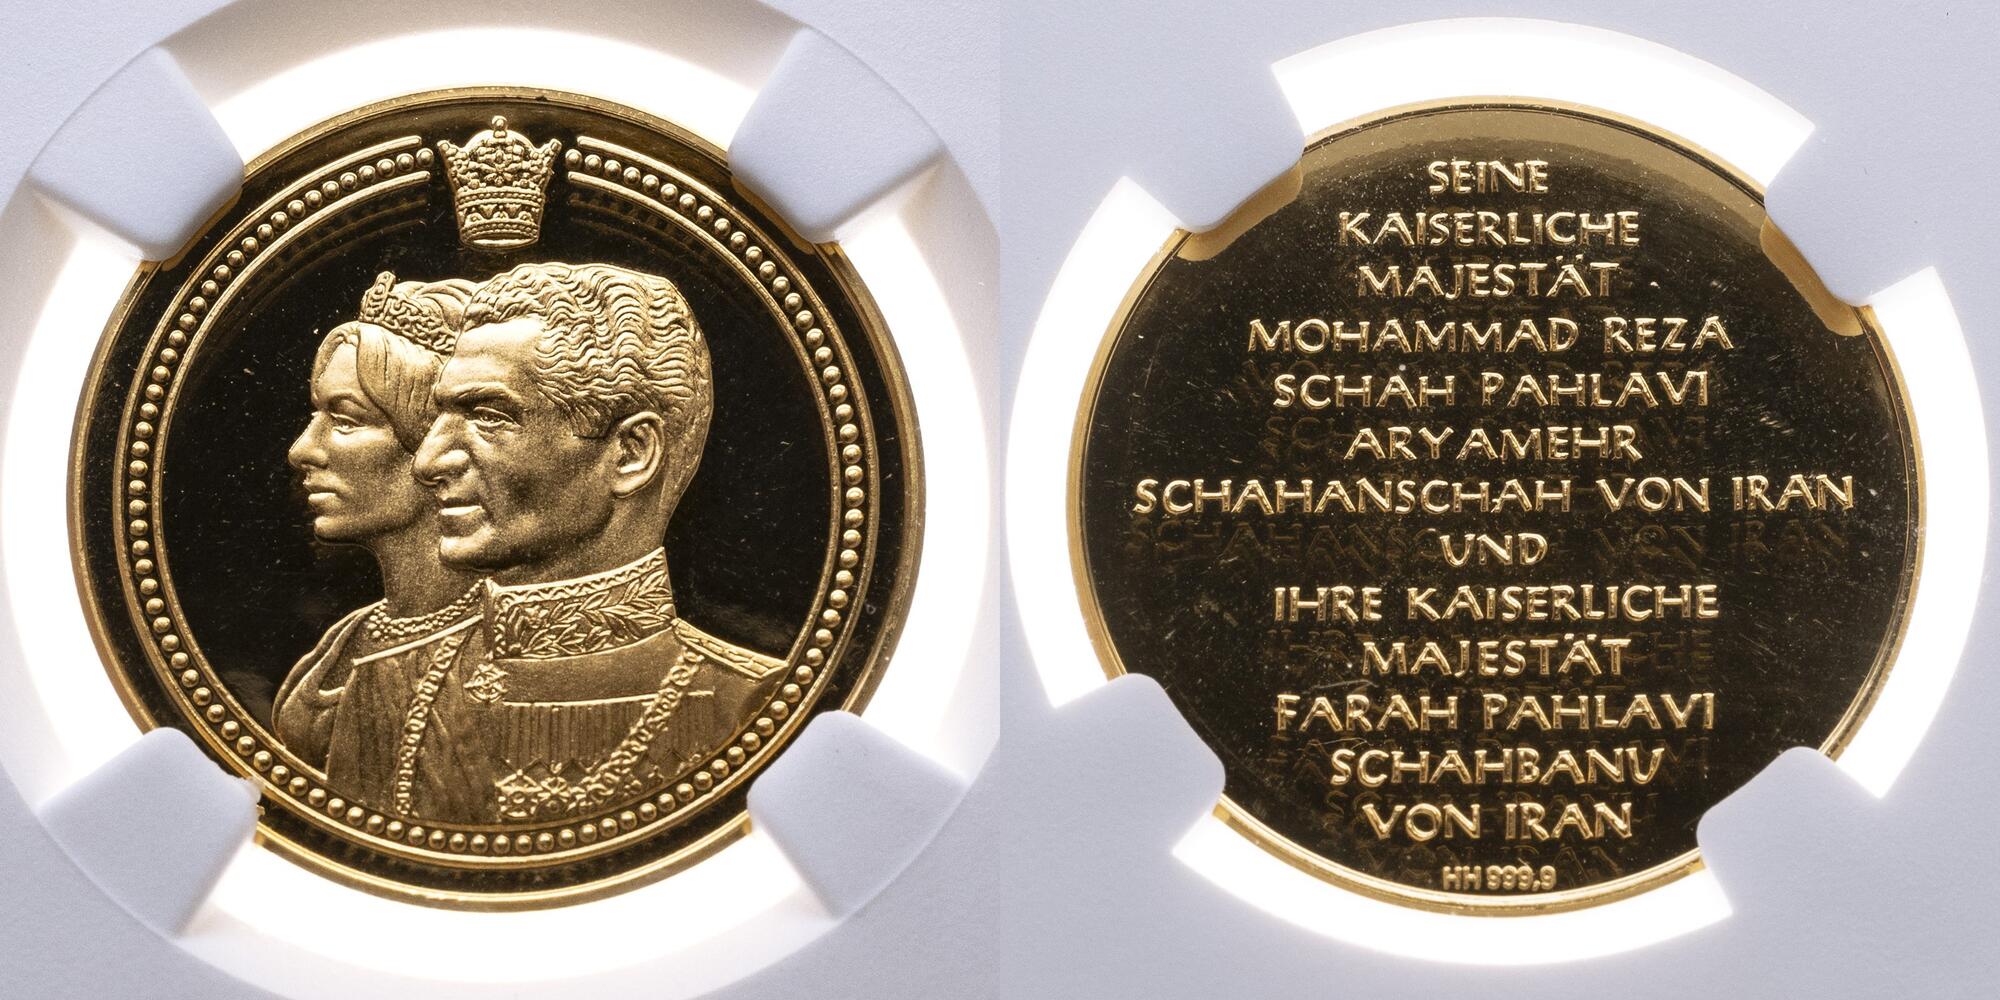 SEINE
KAISERLICHE
MAJESTÄT
MOHAMMAD REZA
SCHAH PAHLAVI
ARYAMEHR
SCHAHANSCHAH VON IRAN
UND
IHRE KAISERLICHE
MAJESTÄT
FARAH PAHLAVI
SCHAHBANU
VON IRAN
HH 999,9